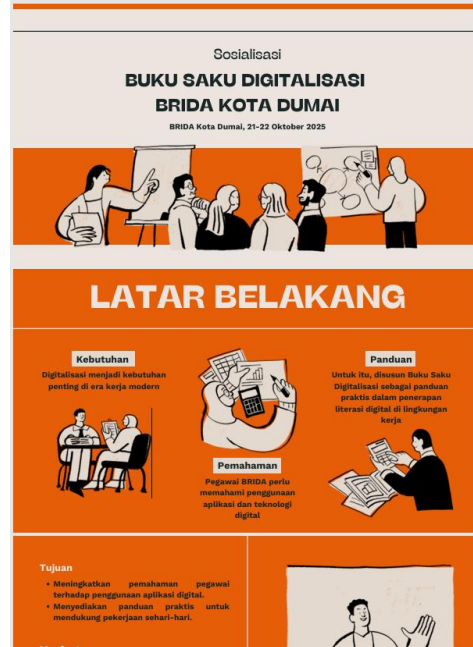 Sosialisasi
BUKU SAKU DIGITALISASI
BRIDA KOTA DUMAI
BRIDA Kota Dumai, 21-22 Oktober 2025
LATAR BELAKANG
Kebutuhan
Digitalisasi menjadi kebutuhan
penting di era kerja modern
Pemahaman
Pegawai BRIDA perlu
memahami penggunaan
aplikasi dan teknologi
digital
Panduan
Untuk itu, disusun Buku Saku
Digitalisasi sebagai panduan
praktis dalam penerapan
literasi digital di lingkungan
kerja
Tujuan
• Meningkatkan pemahaman pegawai
terhadap penggunaan aplikasi digital.
• Menyediakan panduan praktis untuk
mendukung pekerjaan sehari-hari.